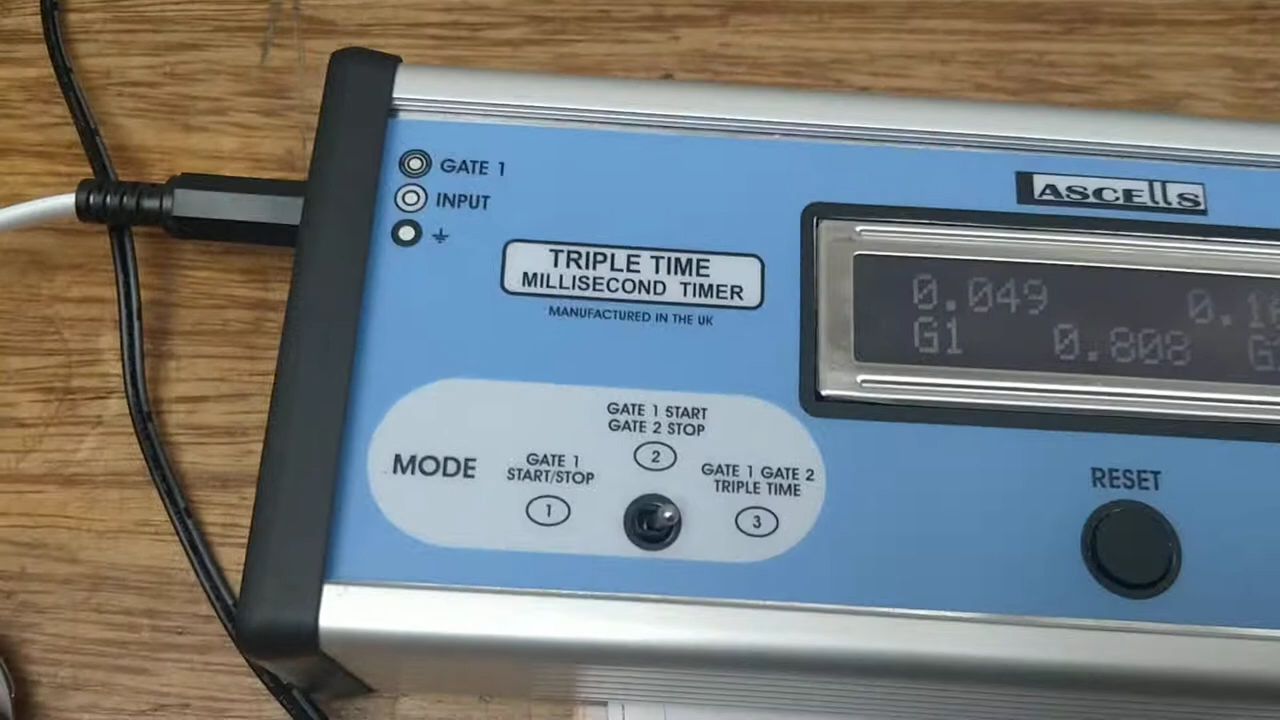 GATE 1
INPUT
LASCELLS
TRIPLE TIME
MILLISECOND TIMER
MANUFACTURED IN THE UK
0.049
G1 0.808
MODE
GATE 1
START/STOP
1
GATE 1 START
GATE 2 STOP
2
GATE 1 GATE 2
TRIPLE TIME
3
RESET